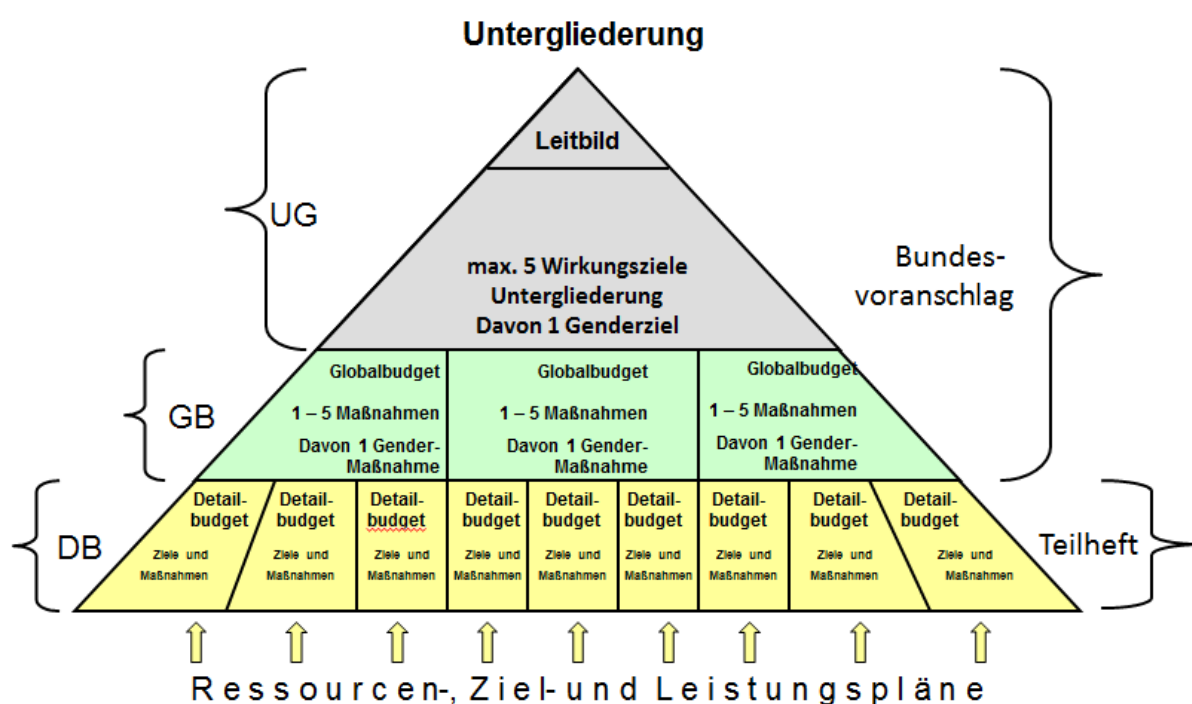 Untergliederung
Leitbild
UG
max. 5 Wirkungsziele
Untergliederung
Davon 1 Genderziel
Bundes-
voranschlag
GB
Globalbudget
1 – 5 Maßnahmen
Davon 1 Gender-
Maßnahme
Globalbudget
1 – 5 Maßnahmen
Davon 1 Gender-
Maßnahme
Globalbudget
1 – 5 Maßnahmen
Davon 1 Gender-
Maßnahme
DB
Detail-
budget
Ziele und
Maßnahmen
Detail-
budget
Ziele und
Maßnahmen
Detail-
budget
Ziele und
Maßnahmen
Detail-
budget
Ziele und
Maßnahmen
Detail-
budget
Ziele und
Maßnahmen
Detail-
budget
Ziele und
Maßnahmen
Detail-
budget
Ziele und
Maßnahmen
Detail-
budget
Ziele und
Maßnahmen
Detail-
budget
Ziele und
Maßnahmen
Teilheft
Ressourcen-, Ziel- und Leistungspläne